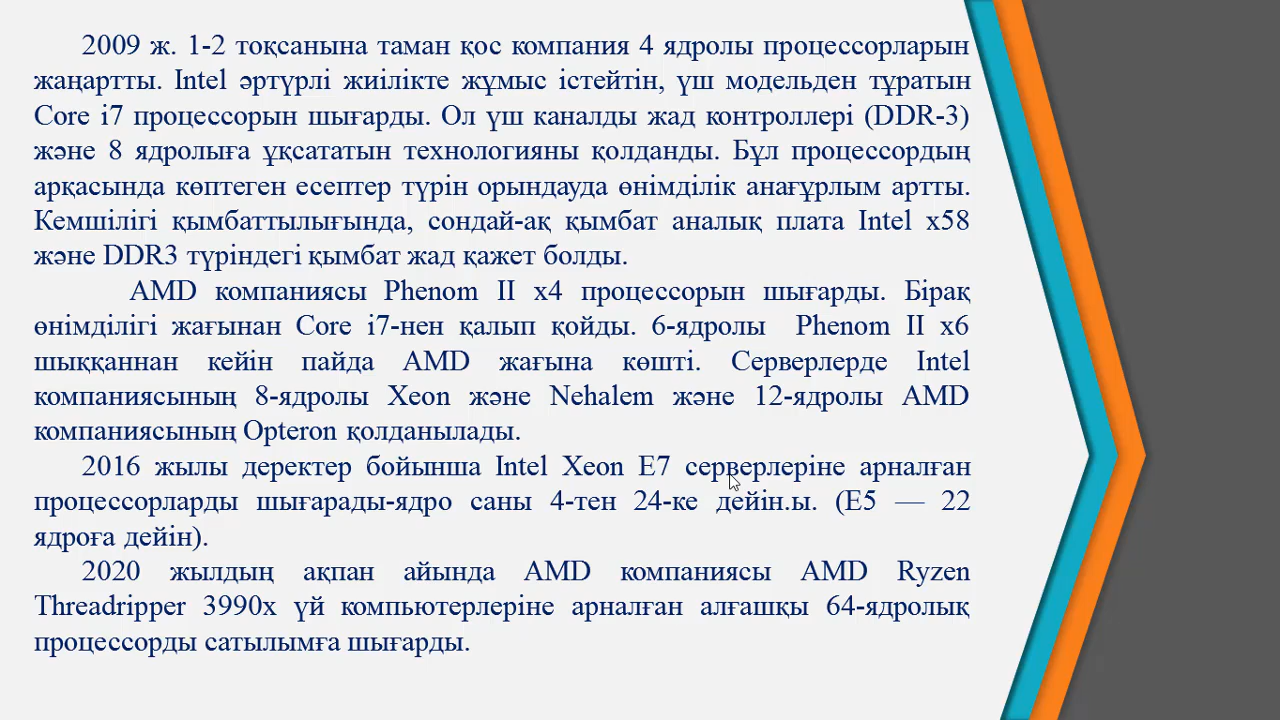 2009 ж. 1-2 тоқсанына таман қос компания 4 ядролы процессорларын
жаңартты. Intel әртүрлі жиілікте жұмыс істейтін, үш модельден тұратын
Core i7 процессорын шығарды. Ол үш каналды жад контроллері (DDR-3)
және 8 ядролыға ұқсататын технологияны қолданды. Бұл процессордың
арқасында көптеген есептер түрін орындауда өнімділік анағұрлым артты.
Кемшілігі қымбаттылығында, сондай-ақ қымбат аналық плата Intel x58
және DDR3 түріндегі қымбат жад қажет болды.
AMD компаниясы Phenom II x4 процессорын шығарды. Бірақ
өнімділігі жағынан Core i7-нен қалып қойды. 6-ядролы Phenom II x6
шыққаннан кейін пайда AMD жағына көшті. Серверлерде Intel
компаниясының 8-ядролы Xeon және Nehalem және 12-ядролы AMD
компаниясының Opteron қолданылады.
2016 жылы деректер бойынша Intel Xeon E7 серверлеріне арналған
процессорларды шығарады-ядро саны 4-тен 24-ке дейін.ы. (E5 — 22
ядроға дейін).
2020 жылдың ақпан айында AMD компаниясы AMD Ryzen
Threadripper 3990x үй компьютерлеріне арналған алғашқы 64-ядролық
процессорды сатылымға шығарды.